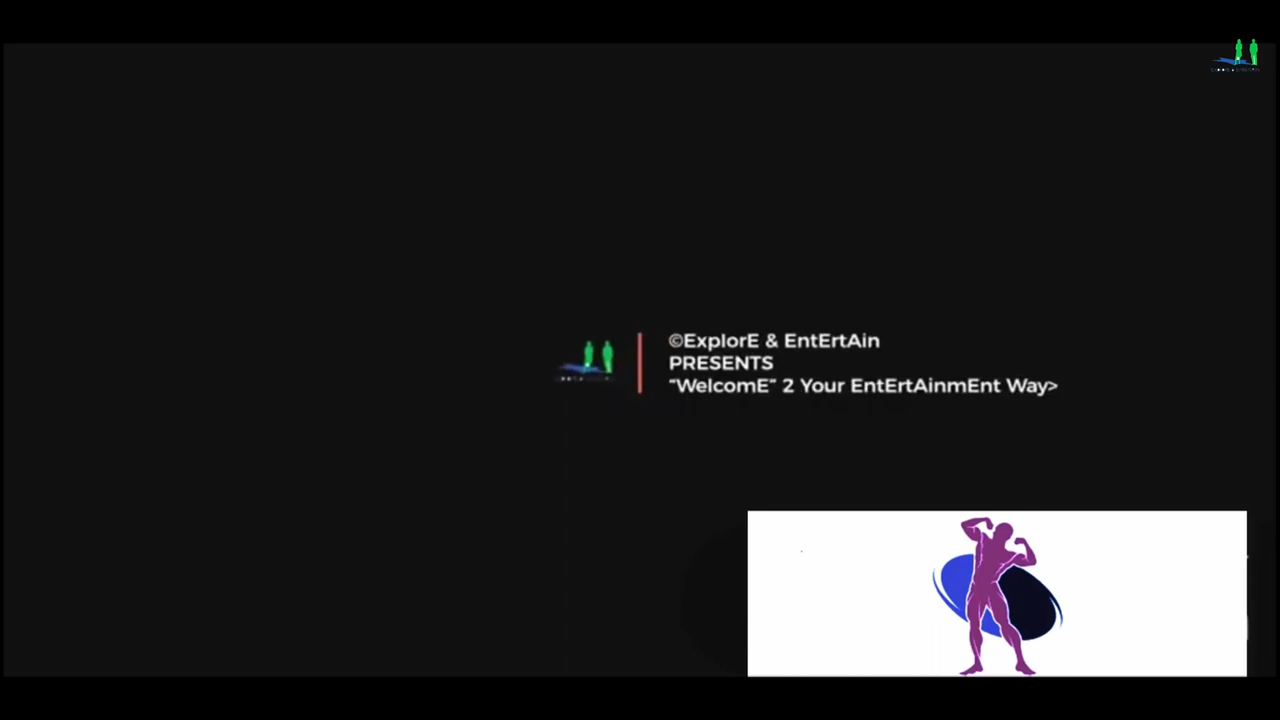 ©ExplorE & EntErtAin
PRESENTS
“WelcomE” 2 Your EntErtAinmEnt Way>